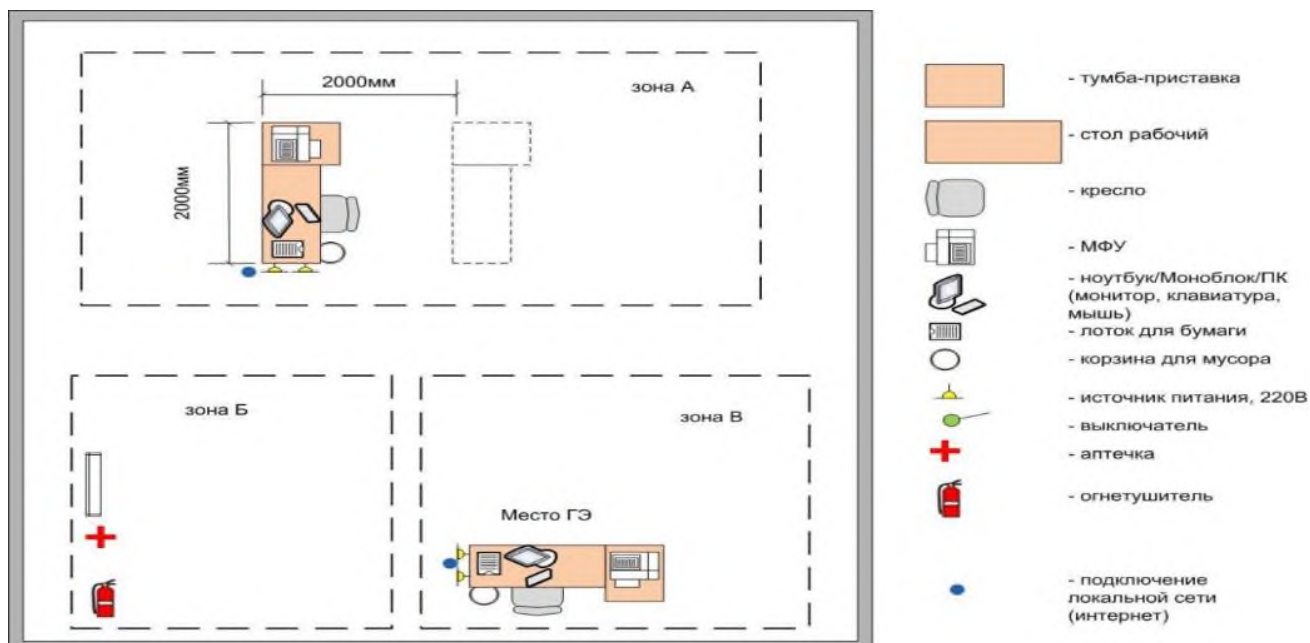 2000мм
зона А
2000мм
зона Б
зона В
Место ГЭ
- тумба-приставка
- стол рабочий
- кресло
- МФУ
- ноутбук/Моноблок/ПК
(монитор, клавиатура,
мышь)
- лоток для бумаги
- корзина для мусора
- источник питания, 220В
- выключатель
- аптечка
- огнетушитель
- подключение
локальной сети
(интернет)